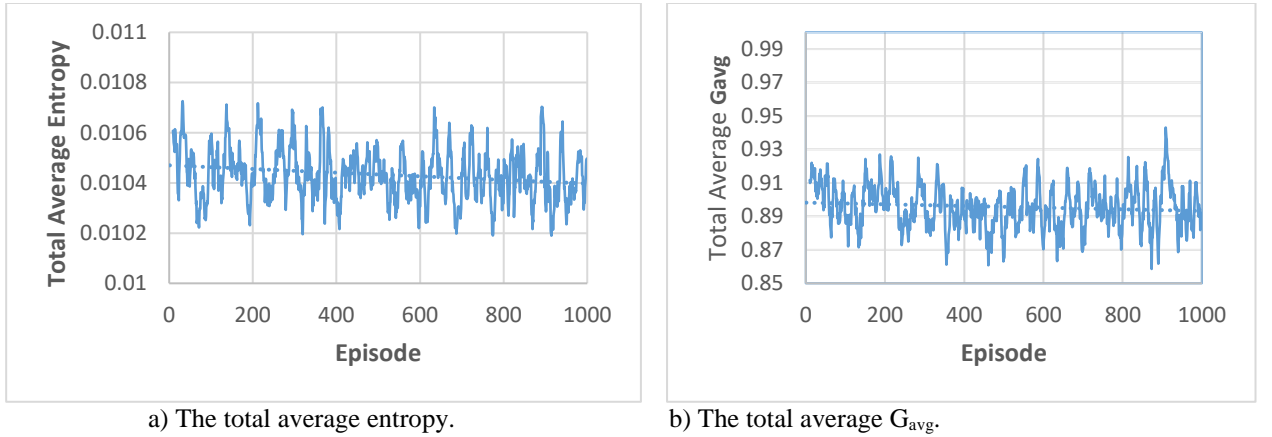 0.011
0.0108
0.0106
0.0104
0.0102
0.01
Total Average Entropy
0 200 400 600 800 1000
Episode
0.99
0.97
0.95
0.93
0.91
0.89
0.87
0.85
Total Average Gavg
0 200 400 600 800 1000
Episode
a) The total average entropy.
b) The total average Gavg.